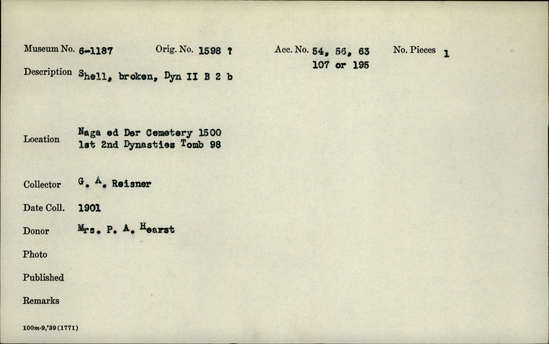 Museum No. 6-1187 Orig. No. 1598 ? Acc. No. 54, 56, 63 No. Pieces 1
107 or 195
Description Shell, broken, Dyn II B 2 b
Location Naga ed Der Cemetery 1500
1st 2nd Dynasties Tomb 98
Collector G. A. Reisner
Date Coll. 1901
Donor Mrs. P. A. Hearst
Photo
Published
Remarks
100m-9,'39(1771)